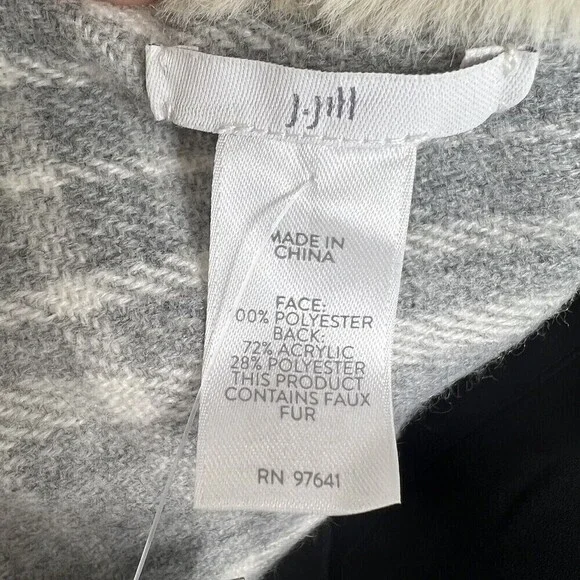 J.Jill
MADE IN
CHINA
FACE:
00% POLYESTER
BACK:
72% ACRYLIC
28% POLYESTER
THIS PRODUCT
CONTAINS FAUX
FUR
RN 97641